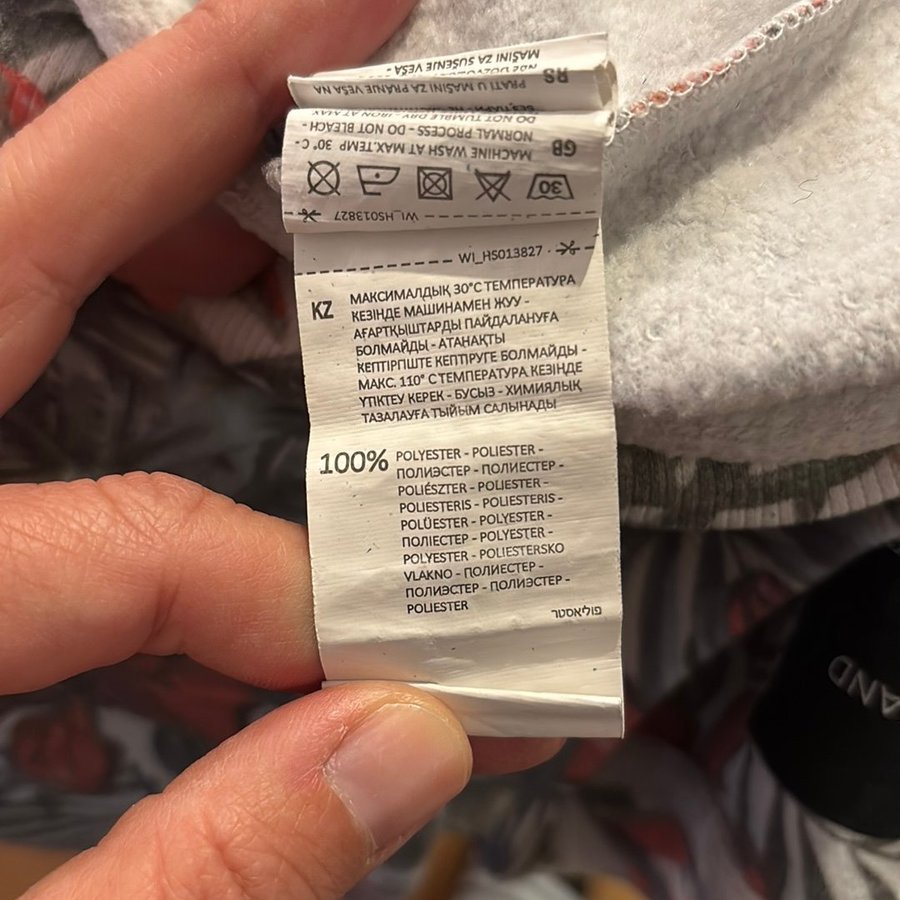 MAŠINI ZA SUŠENJE VEŠA -
RS
PRATI U MAŠINI ZA PRANJE VEŠA NA
GB
MACHINE WASH AT MAX.TEMP 30°C -
NORMAL PROCESS - DO NOT BLEACH -
DO NOT TUMBLE DRY - IRON AT MAX
30
WI_HS013827
WI_HS013827
KZ
МАКСИМАЛДЫҚ 30°C ТЕМПЕРАТУРА
КЕЗІНДЕ МАШИНАМЕН ЖУУ -
АҒАРТҚЫШТАРДЫ ПАЙДАЛАНУҒА
БОЛМАЙДЫ - АТАНАҚТЫ
КЕПТІРГІШТЕ КЕПТІРУГЕ БОЛМАЙДЫ -
МАКС. 110° C ТЕМПЕРАТУРА КЕЗІНДЕ
ҮТІКТЕУ КЕРЕК - БУСЫЗ - ХИМИЯЛЫҚ
ТАЗАЛАУҒА ТЫЙЫМ САЛЫНАДЫ
100% POLYESTER - POLIESTER -
ПОЛИЭСТЕР - ПОЛИЕСТЕР -
POLIÉSZTER - POLIESTER -
POLIESTERIS - POLIESTERIS -
POLÜESTER - POLYESTER -
ПОЛІЕСТЕР - POLYESTER -
POLYESTER - POLIESTERSKO
VLAKNO - ПОЛИЕСТЕР -
ПОЛИЭСТЕР - ПОЛИЭСТЕР -
POLIESTER
פוליאסטר
AND